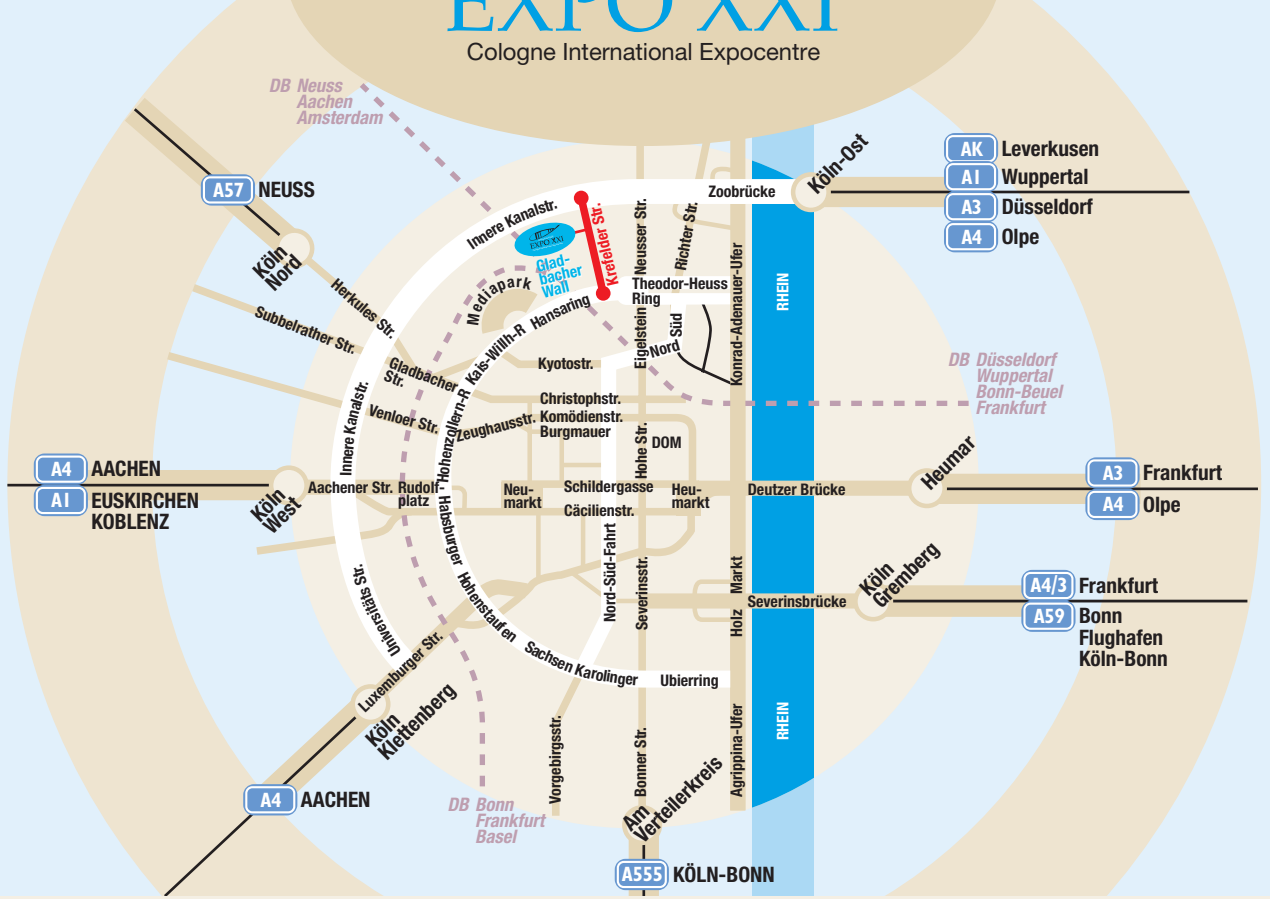 EXPO XXI
Cologne International Expocentre
DB Neuss
Aachen
Amsterdam
A57 NEUSS
Köln
Nord
Köln-Ost
AK Leverkusen
A1 Wuppertal
A3 Düsseldorf
A4 Olpe
Zoobrücke
Innere Kanalstr.
EXPO XXI
Krefelder Str.
Glad-
bacher
Wall
Neusser Str.
Richter Str.
Konrad-Adenauer-Ufer
RHEIN
Mediapark
Hansaring
Theodor-Heuss
Ring
Herkules Str.
Subbelrather Str.
Eigelstein
Süd
Nord
Kais-Willh-R
Kyotostr.
Gladbacher
Str.
DB Düsseldorf
Wuppertal
Bonn-Beuel
Frankfurt
Innere Kanalstr.
Hohenzollern-R
Christophstr.
Venloer Str.
Zeughausstr.
Komödienstr.
Burgmauer
Hohe Str.
DOM
A4 AACHEN
A1 EUSKIRCHEN
KOBLENZ
Köln
West
Aachener Str.
Rudolf-
platz
Habsburger
Neu-
markt
Schildergasse
Cäcilienstr.
Heu-
markt
Deutzer Brücke
Heumar
A3 Frankfurt
A4 Olpe
Universitäts Str.
Hohenstaufen
Nord-Süd-Fahrt
Severinsstr.
Holz Markt
Severinsbrücke
Köln
Gremberg
A4/3 Frankfurt
A59 Bonn
Flughafen
Köln-Bonn
Luxemburger Str.
Sachsen
Karolinger
Ubierring
Köln
Klettenberg
A4 AACHEN
Vorgebirgsstr.
Bonner Str.
Agrippina-Ufer
RHEIN
DB Bonn
Frankfurt
Basel
Am
Verteilerkreis
A555 KÖLN-BONN